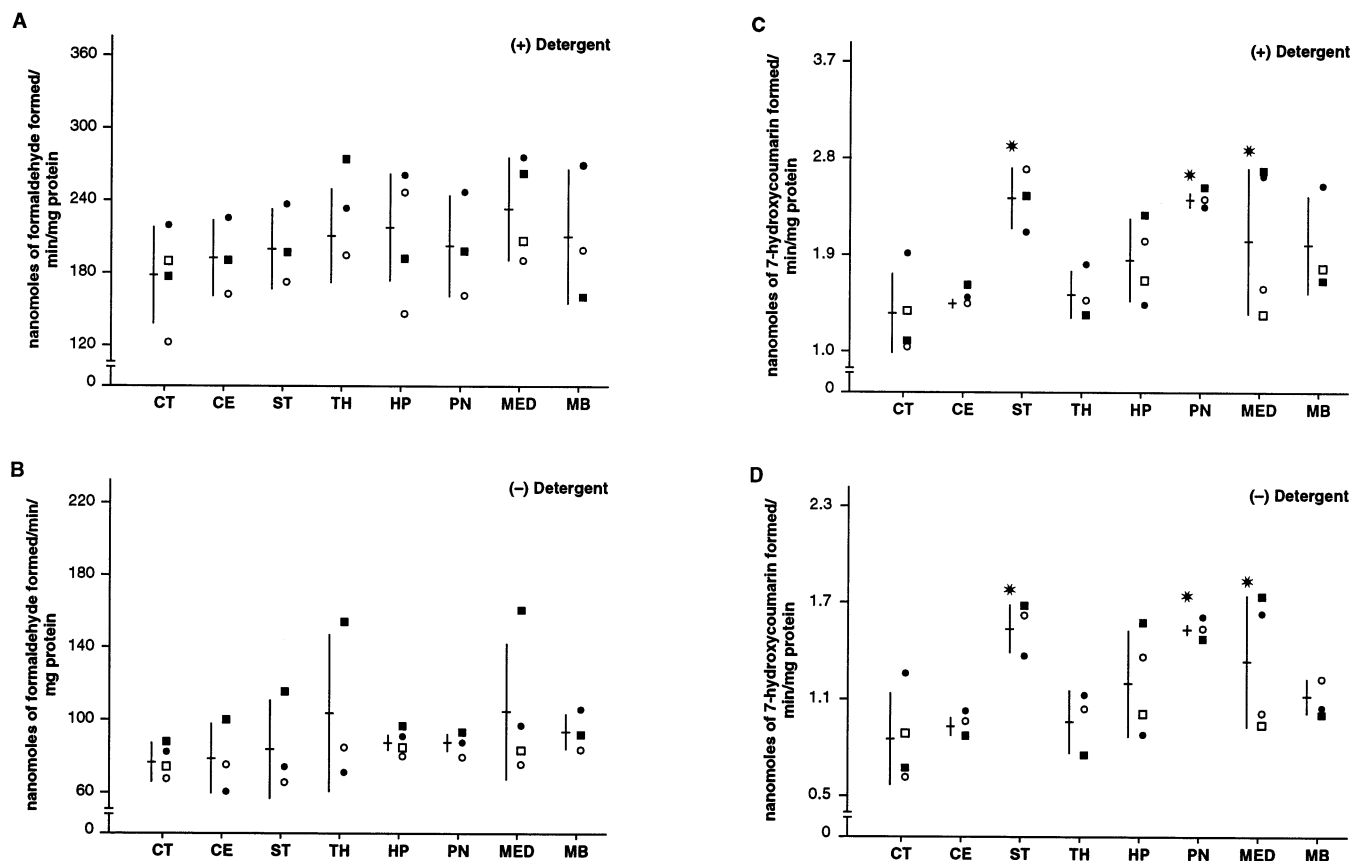 A
(+) Detergent
nanomoles of formaldehyde formed/
min/mg protein
360
300
240
180
120
0
CT CE ST TH HP PN MED MB
B
(–) Detergent
nanomoles of formaldehyde formed/min/
mg protein
220
180
140
100
60
0
CT CE ST TH HP PN MED MB
C
(+) Detergent
nanomoles of 7-hydroxycoumarin formed/
min/mg protein
3.7
2.8
1.9
1.0
0
CT CE ST TH HP PN MED MB
D
(–) Detergent
nanomoles of 7-hydroxycoumarin formed/
min/mg protein
2.3
1.7
1.1
0.5
0
CT CE ST TH HP PN MED MB